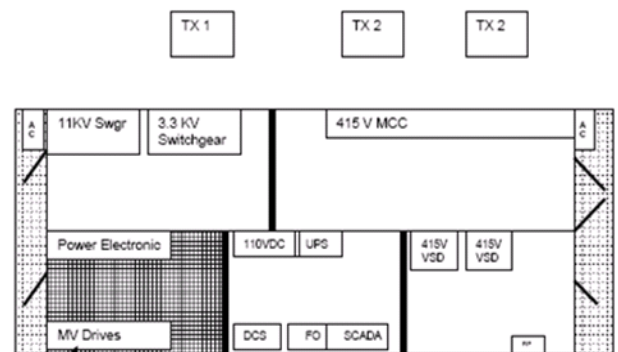 TX 1
TX 2
TX 2
A
C
11KV Swgr
3.3 KV
Switchgear
415 V MCC
A
C
Power Electronic
110VDC
UPS
415V
VSD
415V
VSD
MV Drives
DCS
FO
SCADA